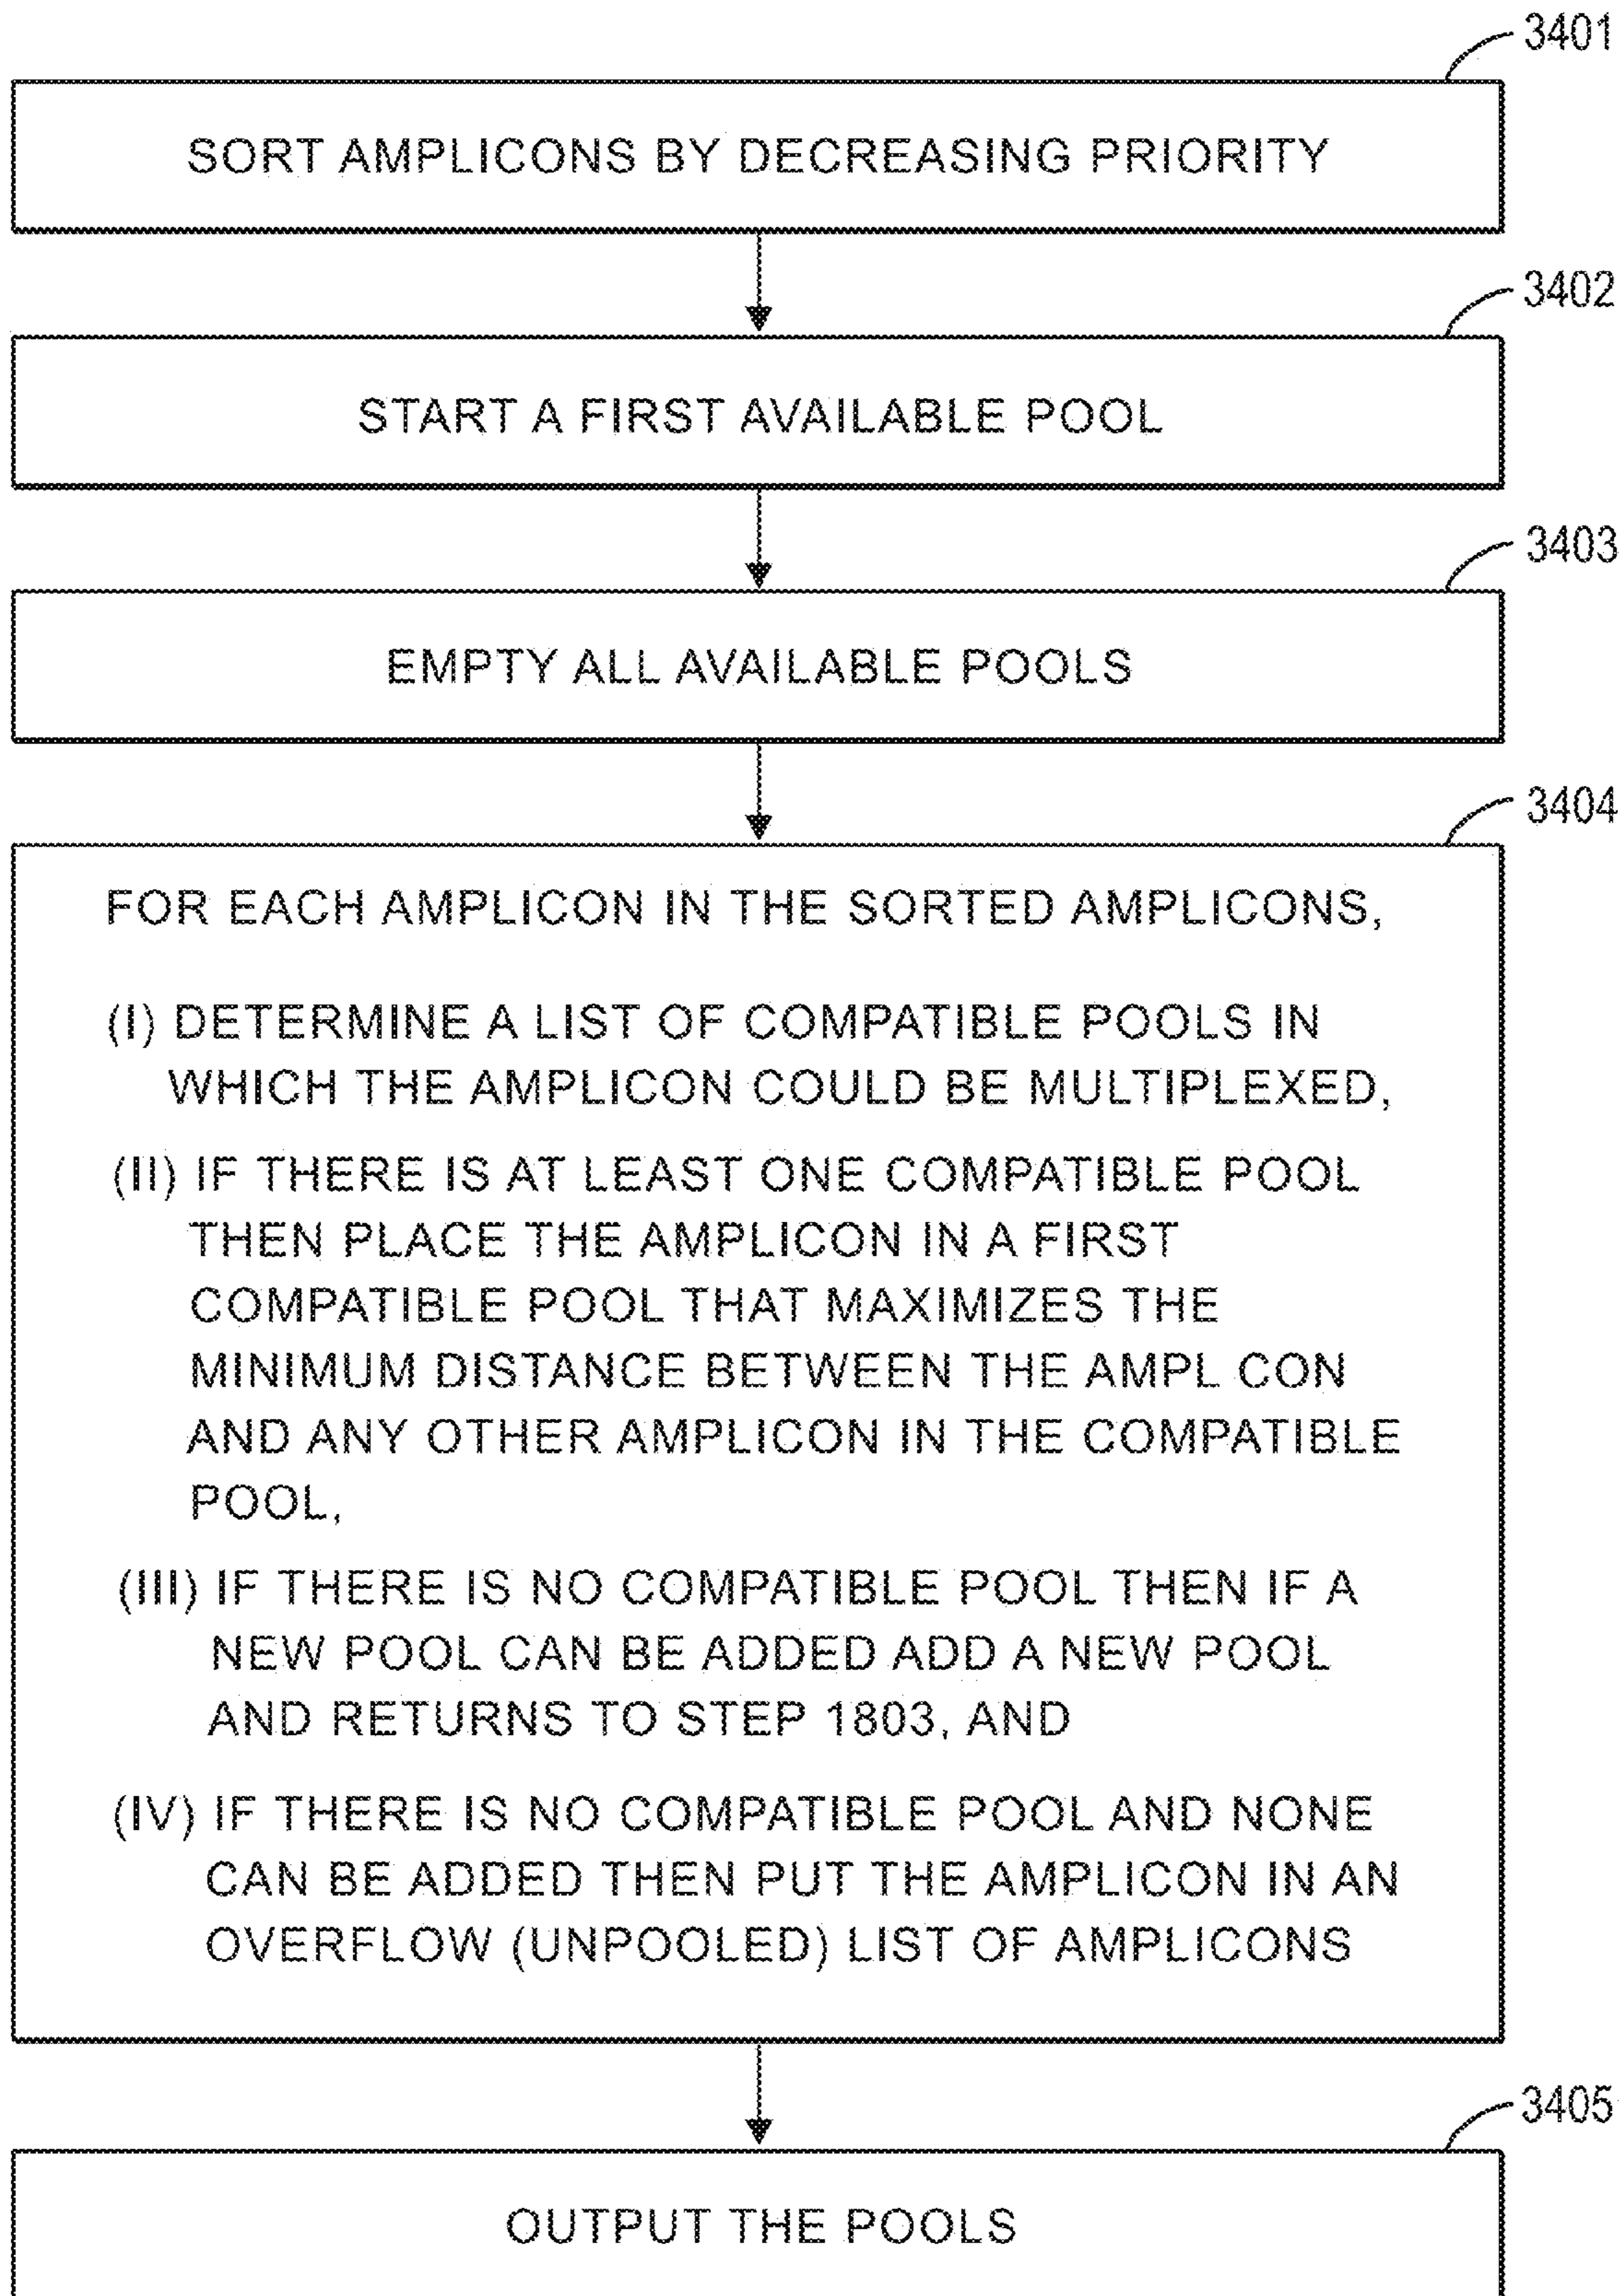 3401
SORT AMPLICONS BY DECREASING PRIORITY
3402
START A FIRST AVAILABLE POOL
3403
EMPTY ALL AVAILABLE POOLS
3404
FOR EACH AMPLICON IN THE SORTED AMPLICONS,
(I) DETERMINE A LIST OF COMPATIBLE POOLS IN
WHICH THE AMPLICON COULD BE MULTIPLEXED,
(II) IF THERE IS AT LEAST ONE COMPATIBLE POOL
THEN PLACE THE AMPLICON IN A FIRST
COMPATIBLE POOL THAT MAXIMIZES THE
MINIMUM DISTANCE BETWEEN THE AMPL CON
AND ANY OTHER AMPLICON IN THE COMPATIBLE
POOL,
(III) IF THERE IS NO COMPATIBLE POOL THEN IF A
NEW POOL CAN BE ADDED ADD A NEW POOL
AND RETURNS TO STEP 1803, AND
(IV) IF THERE IS NO COMPATIBLE POOL AND NONE
CAN BE ADDED THEN PUT THE AMPLICON IN AN
OVERFLOW (UNPOOLED) LIST OF AMPLICONS
3405
OUTPUT THE POOLS